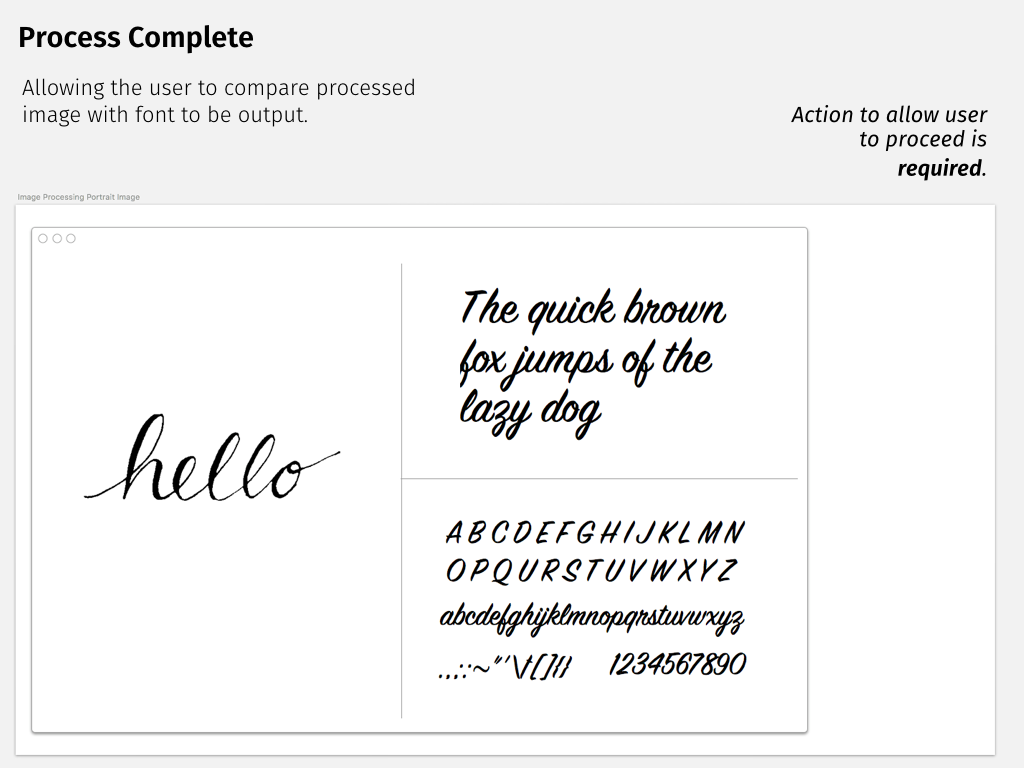 Process Complete
Allowing the user to compare processed
image with font to be output.
Action to allow user
to proceed is
required.
Image Processing Portrait Image
hello
The quick brown
fox jumps of the
lazy dog
A B C D E F G H I J K L M N
O P Q U R S T U V W X Y Z
abcdefghijklmnopqrstuvwxyz
1234567890